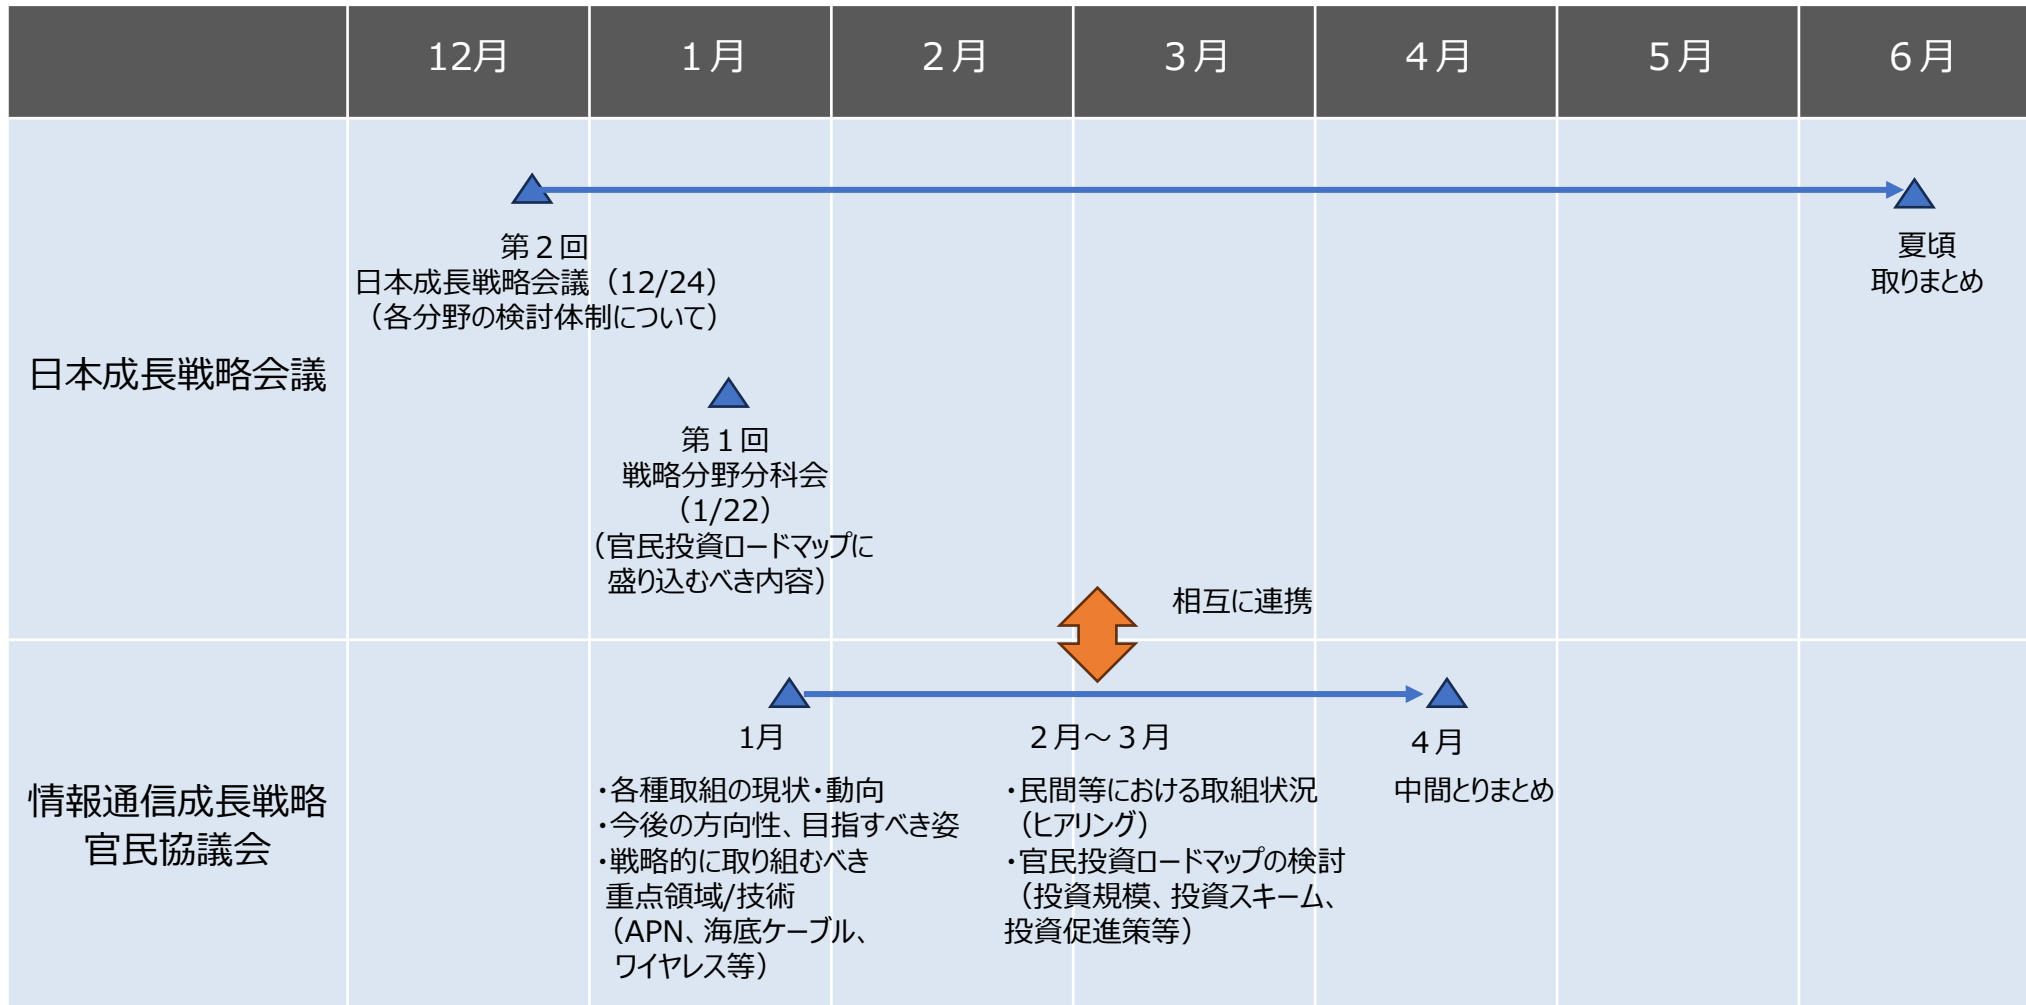 12月
１月
２月
３月
４月
５月
６月
日本成長戦略会議
第２回
日本成長戦略会議（12/24）
（各分野の検討体制について）
夏頃
取りまとめ
第１回
戦略分野分科会
（1/22）
（官民投資ロードマップに
盛り込むべき内容）
相互に連携
情報通信成長戦略
官民協議会
1月
・各種取組の現状・動向
・今後の方向性、目指すべき姿
・戦略的に取り組むべき
重点領域/技術
（APN、海底ケーブル、
ワイヤレス等）
２月～３月
・民間等における取組状況
（ヒアリング）
・官民投資ロードマップの検討
（投資規模、投資スキーム、
投資促進策等）
４月
中間とりまとめ